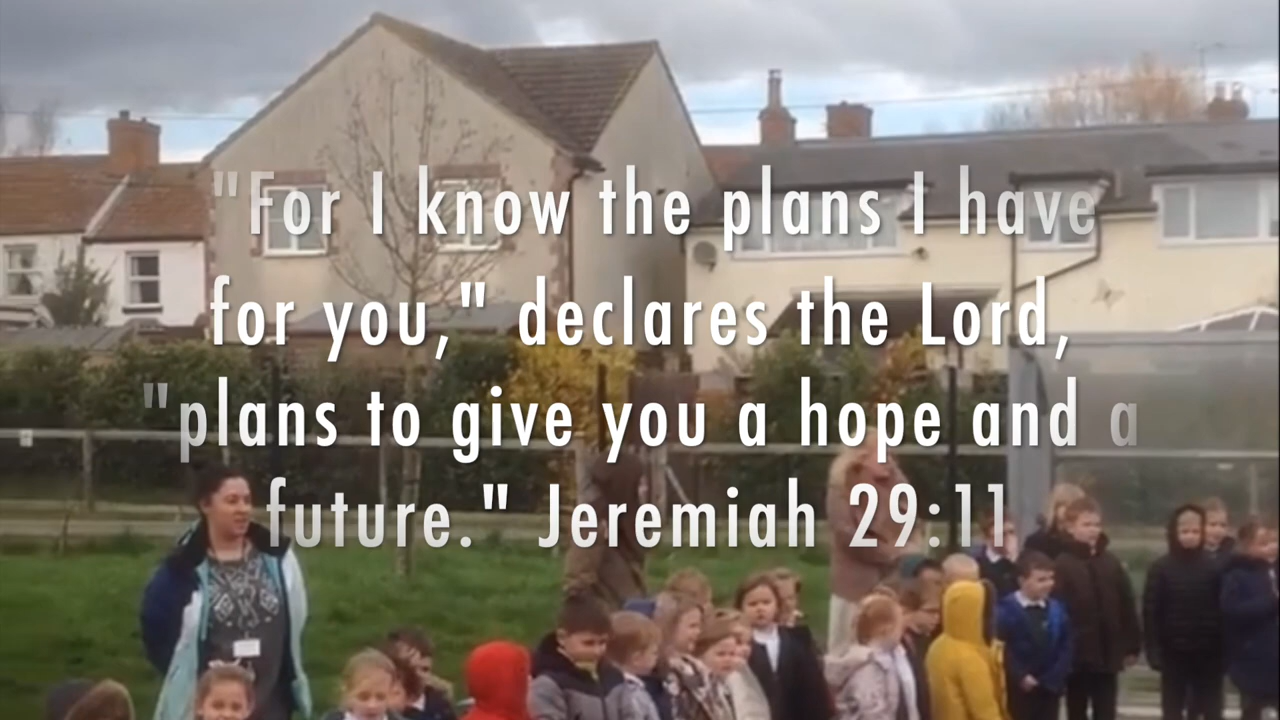 "For I know the plans I have
for you," declares the Lord,
"plans to give you a hope and a
future." Jeremiah 29:11